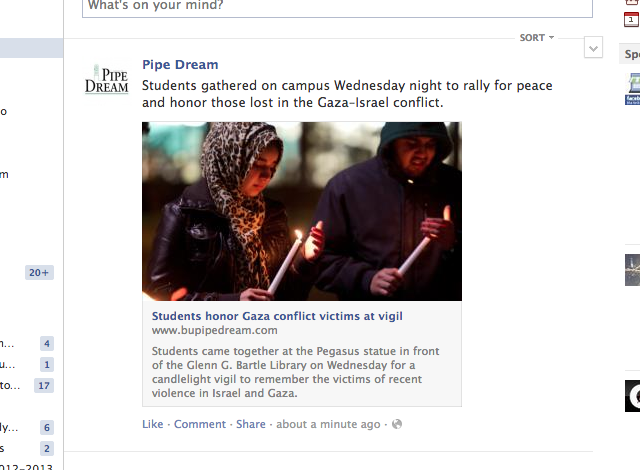 What's on your mind?
SORT
1
Spe
Pipe Dream
PIPE
DREAM
Students gathered on campus Wednesday night to rally for peace
and honor those lost in the Gaza-Israel conflict.
o
m
20+
Students honor Gaza conflict victims at vigil
www.bupipedream.com
Students came together at the Pegasus statue in front
of the Glenn G. Bartle Library on Wednesday for a
candlelight vigil to remember the victims of recent
violence in Israel and Gaza.
n... 4
u... 1
to... 17
Like · Comment · Share · about a minute ago ·
ly... 6
s 2
012-2013